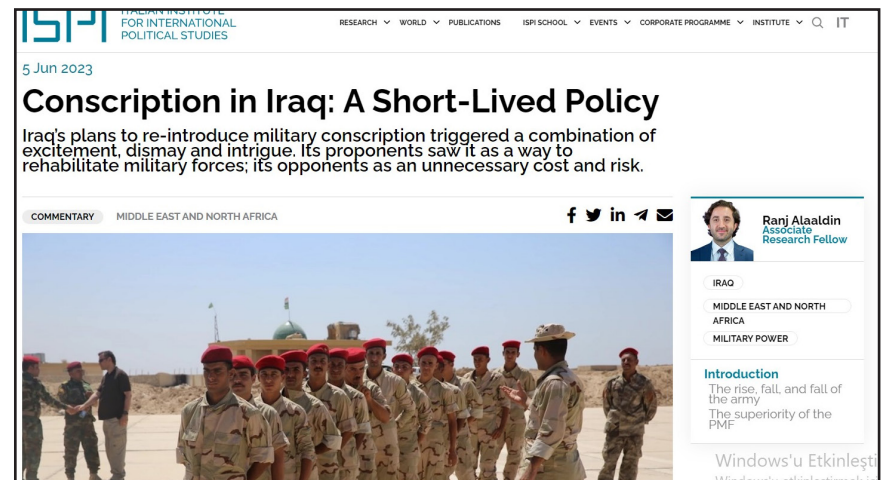 ISPI
ITALIAN INSTITUTE
FOR INTERNATIONAL
POLITICAL STUDIES
RESEARCH WORLD PUBLICATIONS ISPI SCHOOL EVENTS CORPORATE PROGRAMME INSTITUTE IT
5 Jun 2023
Conscription in Iraq: A Short-Lived Policy
Iraq's plans to re-introduce military conscription triggered a combination of
excitement, dismay and intrigue. Its proponents saw it as a way to
rehabilitate military forces; its opponents as an unnecessary cost and risk.
COMMENTARY MIDDLE EAST AND NORTH AFRICA
Ranj Alaaldin
Associate
Research Fellow
IRAQ
MIDDLE EAST AND NORTH
AFRICA
MILITARY POWER
Introduction
The rise, fall, and fall of
the army
The superiority of the
PMF
Windows'u Etkinleşti